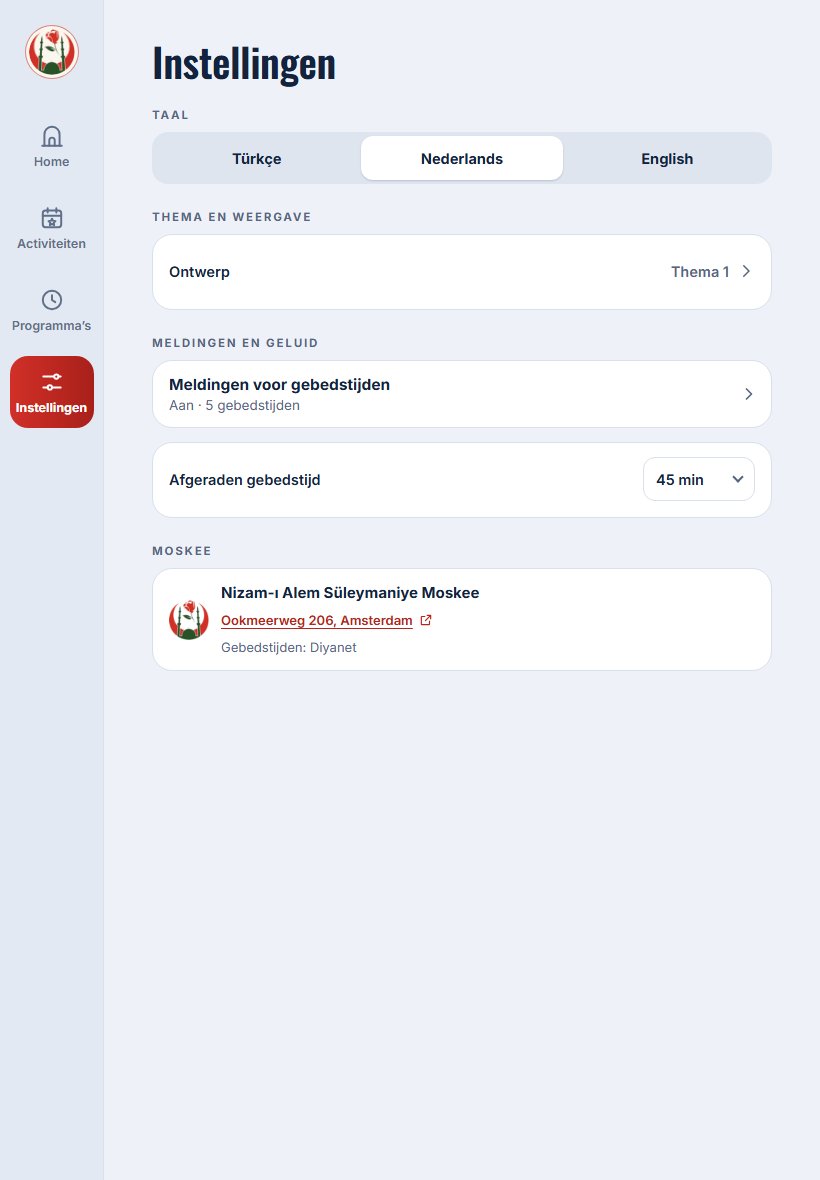 Instellingen
TAAL
Türkçe
Nederlands
English
Home
THEMA EN WEERGAVE
Activiteiten
Ontwerp
Thema 1
Programma's
MELDINGEN EN GELUID
Meldingen voor gebedstijden
Aan · 5 gebedstijden
Instellingen
Afgeraden gebedstijd
45 min
MOSKEE
Nizam-ı Alem Süleymaniye Moskee
Ookmeerweg 206, Amsterdam
Gebedstijden: Diyanet